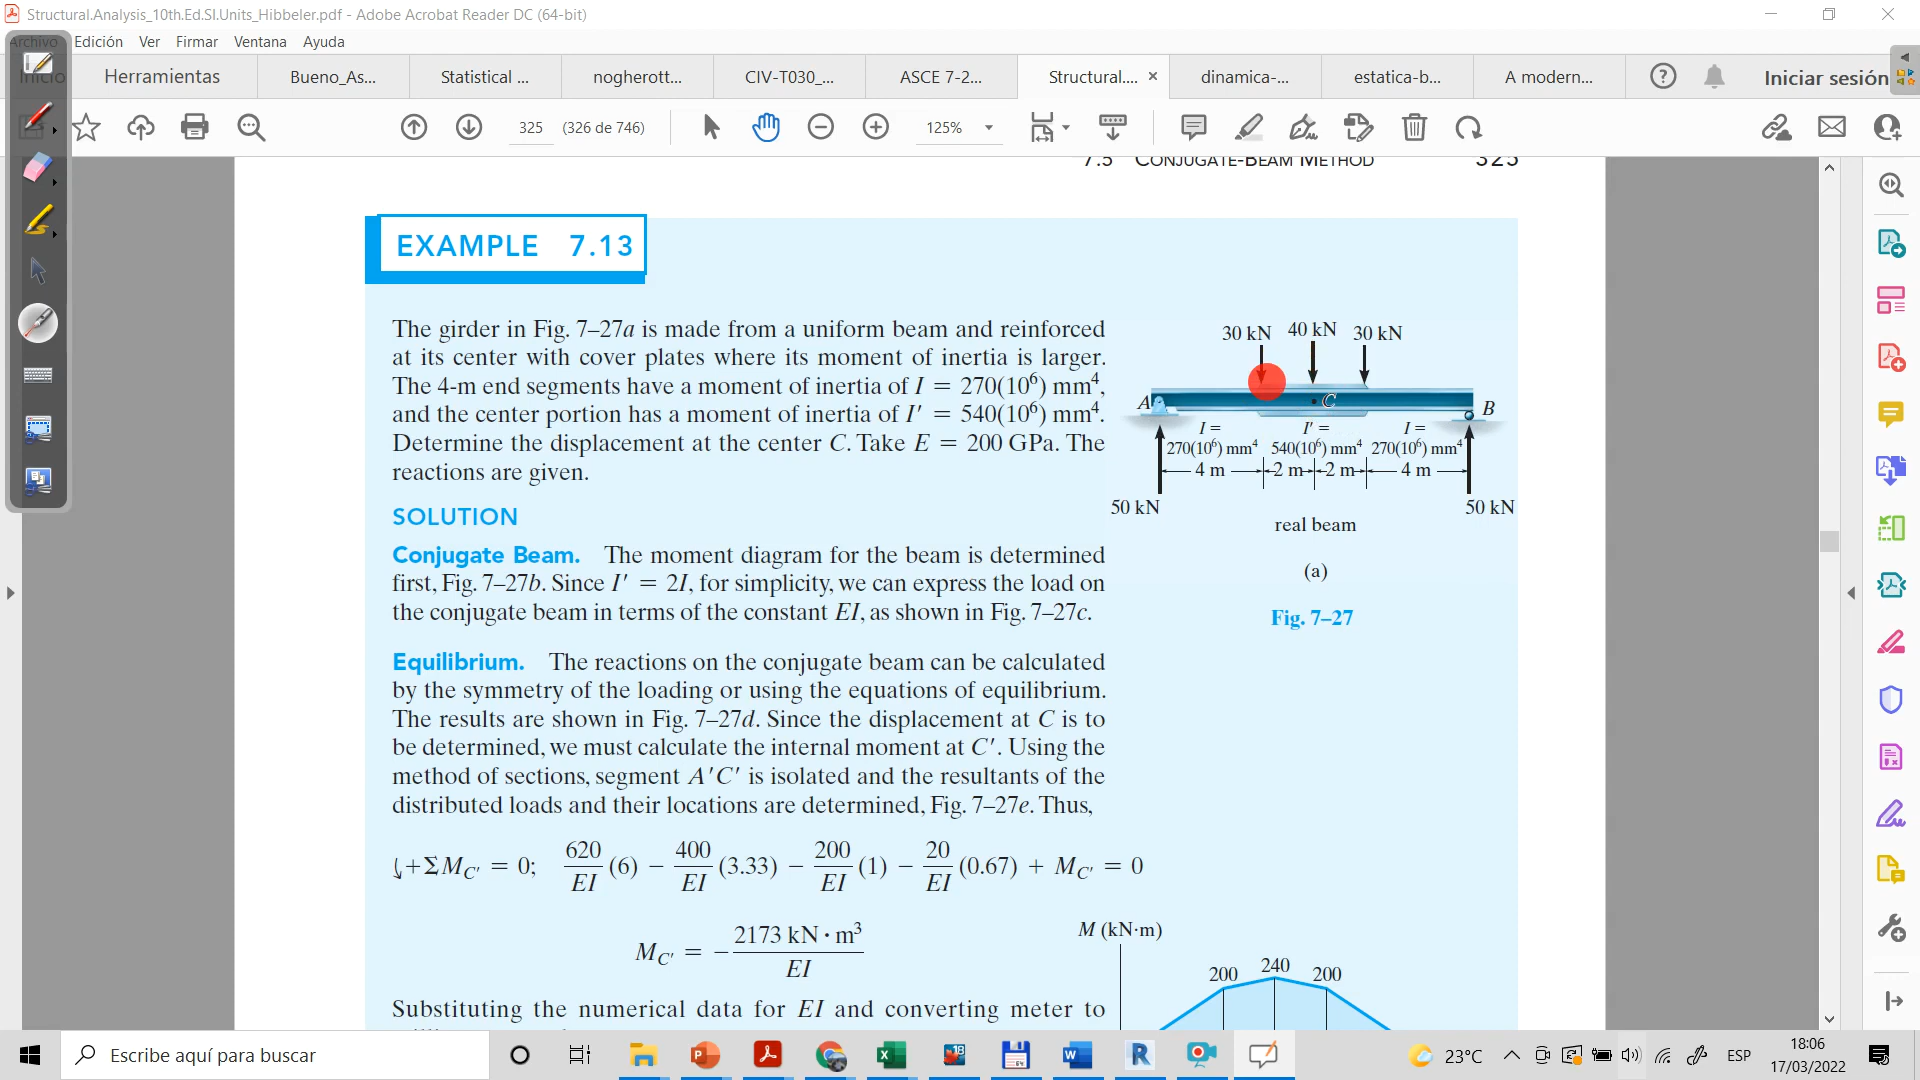 Structural.Analysis_10th.Ed.SI.Units_Hibbeler.pdf - Adobe Acrobat Reader DC (64-bit)
Archivo Edición Ver Firmar Ventana Ayuda
Inicio Herramientas Bueno_As... Statistical ... nogherott... CIV-T030_... ASCE 7-2... Structural.... × dinamica-... estatica-b... A modern... Iniciar sesión
325 (326 de 746) 125%
7.5 CONJUGATE-BEAM METHOD 325
EXAMPLE 7.13
The girder in Fig. 7–27a is made from a uniform beam and reinforced
at its center with cover plates where its moment of inertia is larger.
The 4-m end segments have a moment of inertia of I = 270(10⁶) mm⁴,
and the center portion has a moment of inertia of I′ = 540(10⁶) mm⁴.
Determine the displacement at the center C. Take E = 200 GPa. The
reactions are given.
SOLUTION
Conjugate Beam. The moment diagram for the beam is determined
first, Fig. 7–27b. Since I′ = 2I, for simplicity, we can express the load on
the conjugate beam in terms of the constant EI, as shown in Fig. 7–27c.
Equilibrium. The reactions on the conjugate beam can be calculated
by the symmetry of the loading or using the equations of equilibrium.
The results are shown in Fig. 7–27d. Since the displacement at C is to
be determined, we must calculate the internal moment at C′. Using the
method of sections, segment A′C′ is isolated and the resultants of the
distributed loads and their locations are determined, Fig. 7–27e. Thus,
↓+ΣM_C′ = 0; 620/EI (6) − 400/EI (3.33) − 200/EI (1) − 20/EI (0.67) + M_C′ = 0
M_C′ = − 2173 kN · m³/EI
Substituting the numerical data for EI and converting meter to
30 kN 40 kN 30 kN
A C B
I = I′ = I =
270(10⁶) mm⁴ 540(10⁶) mm⁴ 270(10⁶) mm⁴
4 m 2 m 2 m 4 m
50 kN 50 kN
real beam
(a)
Fig. 7–27
M (kN·m)
200 240 200
Escribe aquí para buscar
23°C ESP 18:06
17/03/2022